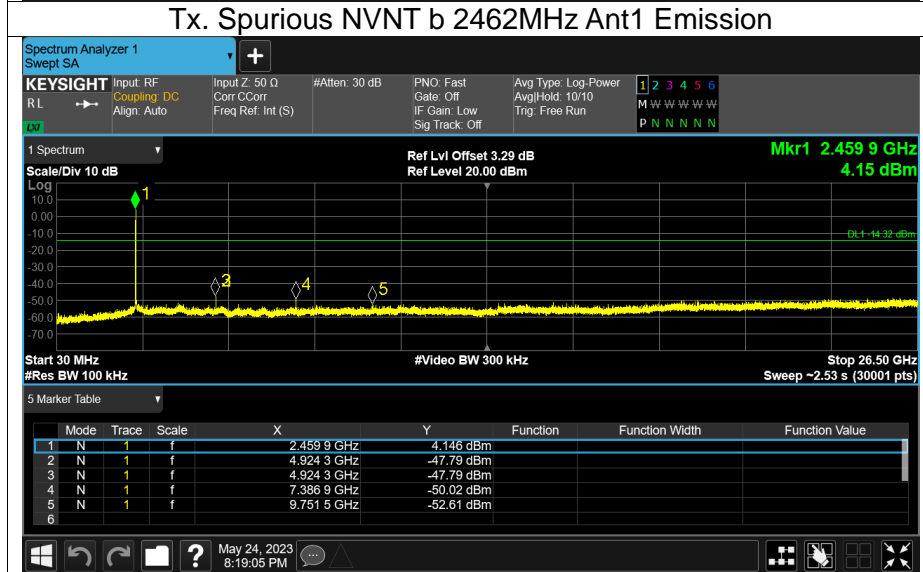 Tx. Spurious NVNT b 2462MHz Ant1 Emission
Spectrum Analyzer 1
Swept SA
+
KEYSIGHT
R L
LXI
Input: RF
Coupling: DC
Align: Auto
Input Z: 50 Ω
Corr CCorr
Freq Ref: Int (S)
#Atten: 30 dB
PNO: Fast
Gate: Off
IF Gain: Low
Sig Track: Off
Avg Type: Log-Power
Avg|Hold: 10/10
Trig: Free Run
1 2 3 4 5 6
M W W W W W
P N N N N N
1 Spectrum
Scale/Div 10 dB
Ref Lvl Offset 3.29 dB
Ref Level 20.00 dBm
Mkr1 2.459 9 GHz
4.15 dBm
Log
10.0
0.00
-10.0
-20.0
-30.0
-40.0
-50.0
-60.0
-70.0
1
4
5
DL1 -14.32 dBm
Start 30 MHz
#Res BW 100 kHz
#Video BW 300 kHz
Stop 26.50 GHz
Sweep ~2.53 s (30001 pts)
5 Marker Table
Mode Trace Scale X Y Function Function Width Function Value
1 N 1 f 2.459 9 GHz 4.146 dBm
2 N 1 f 4.924 3 GHz -47.79 dBm
3 N 1 f 4.924 3 GHz -47.79 dBm
4 N 1 f 7.386 9 GHz -50.02 dBm
5 N 1 f 9.751 5 GHz -52.61 dBm
6
?
May 24, 2023
8:19:05 PM